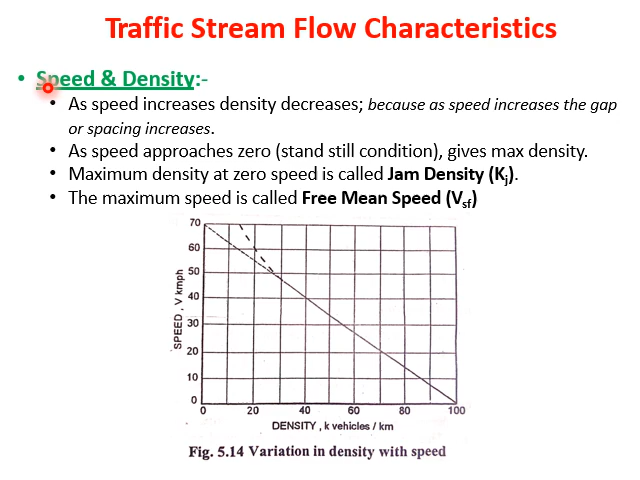 Traffic Stream Flow Characteristics
• Speed & Density:-
• As speed increases density decreases; because as speed increases the gap
or spacing increases.
• As speed approaches zero (stand still condition), gives max density.
• Maximum density at zero speed is called Jam Density (Kj).
• The maximum speed is called Free Mean Speed (Vsf)
70
60
50
40
30
20
10
0
SPEED, V kmph
0 20 40 60 80 100
DENSITY, k vehicles / km
Fig. 5.14 Variation in density with speed